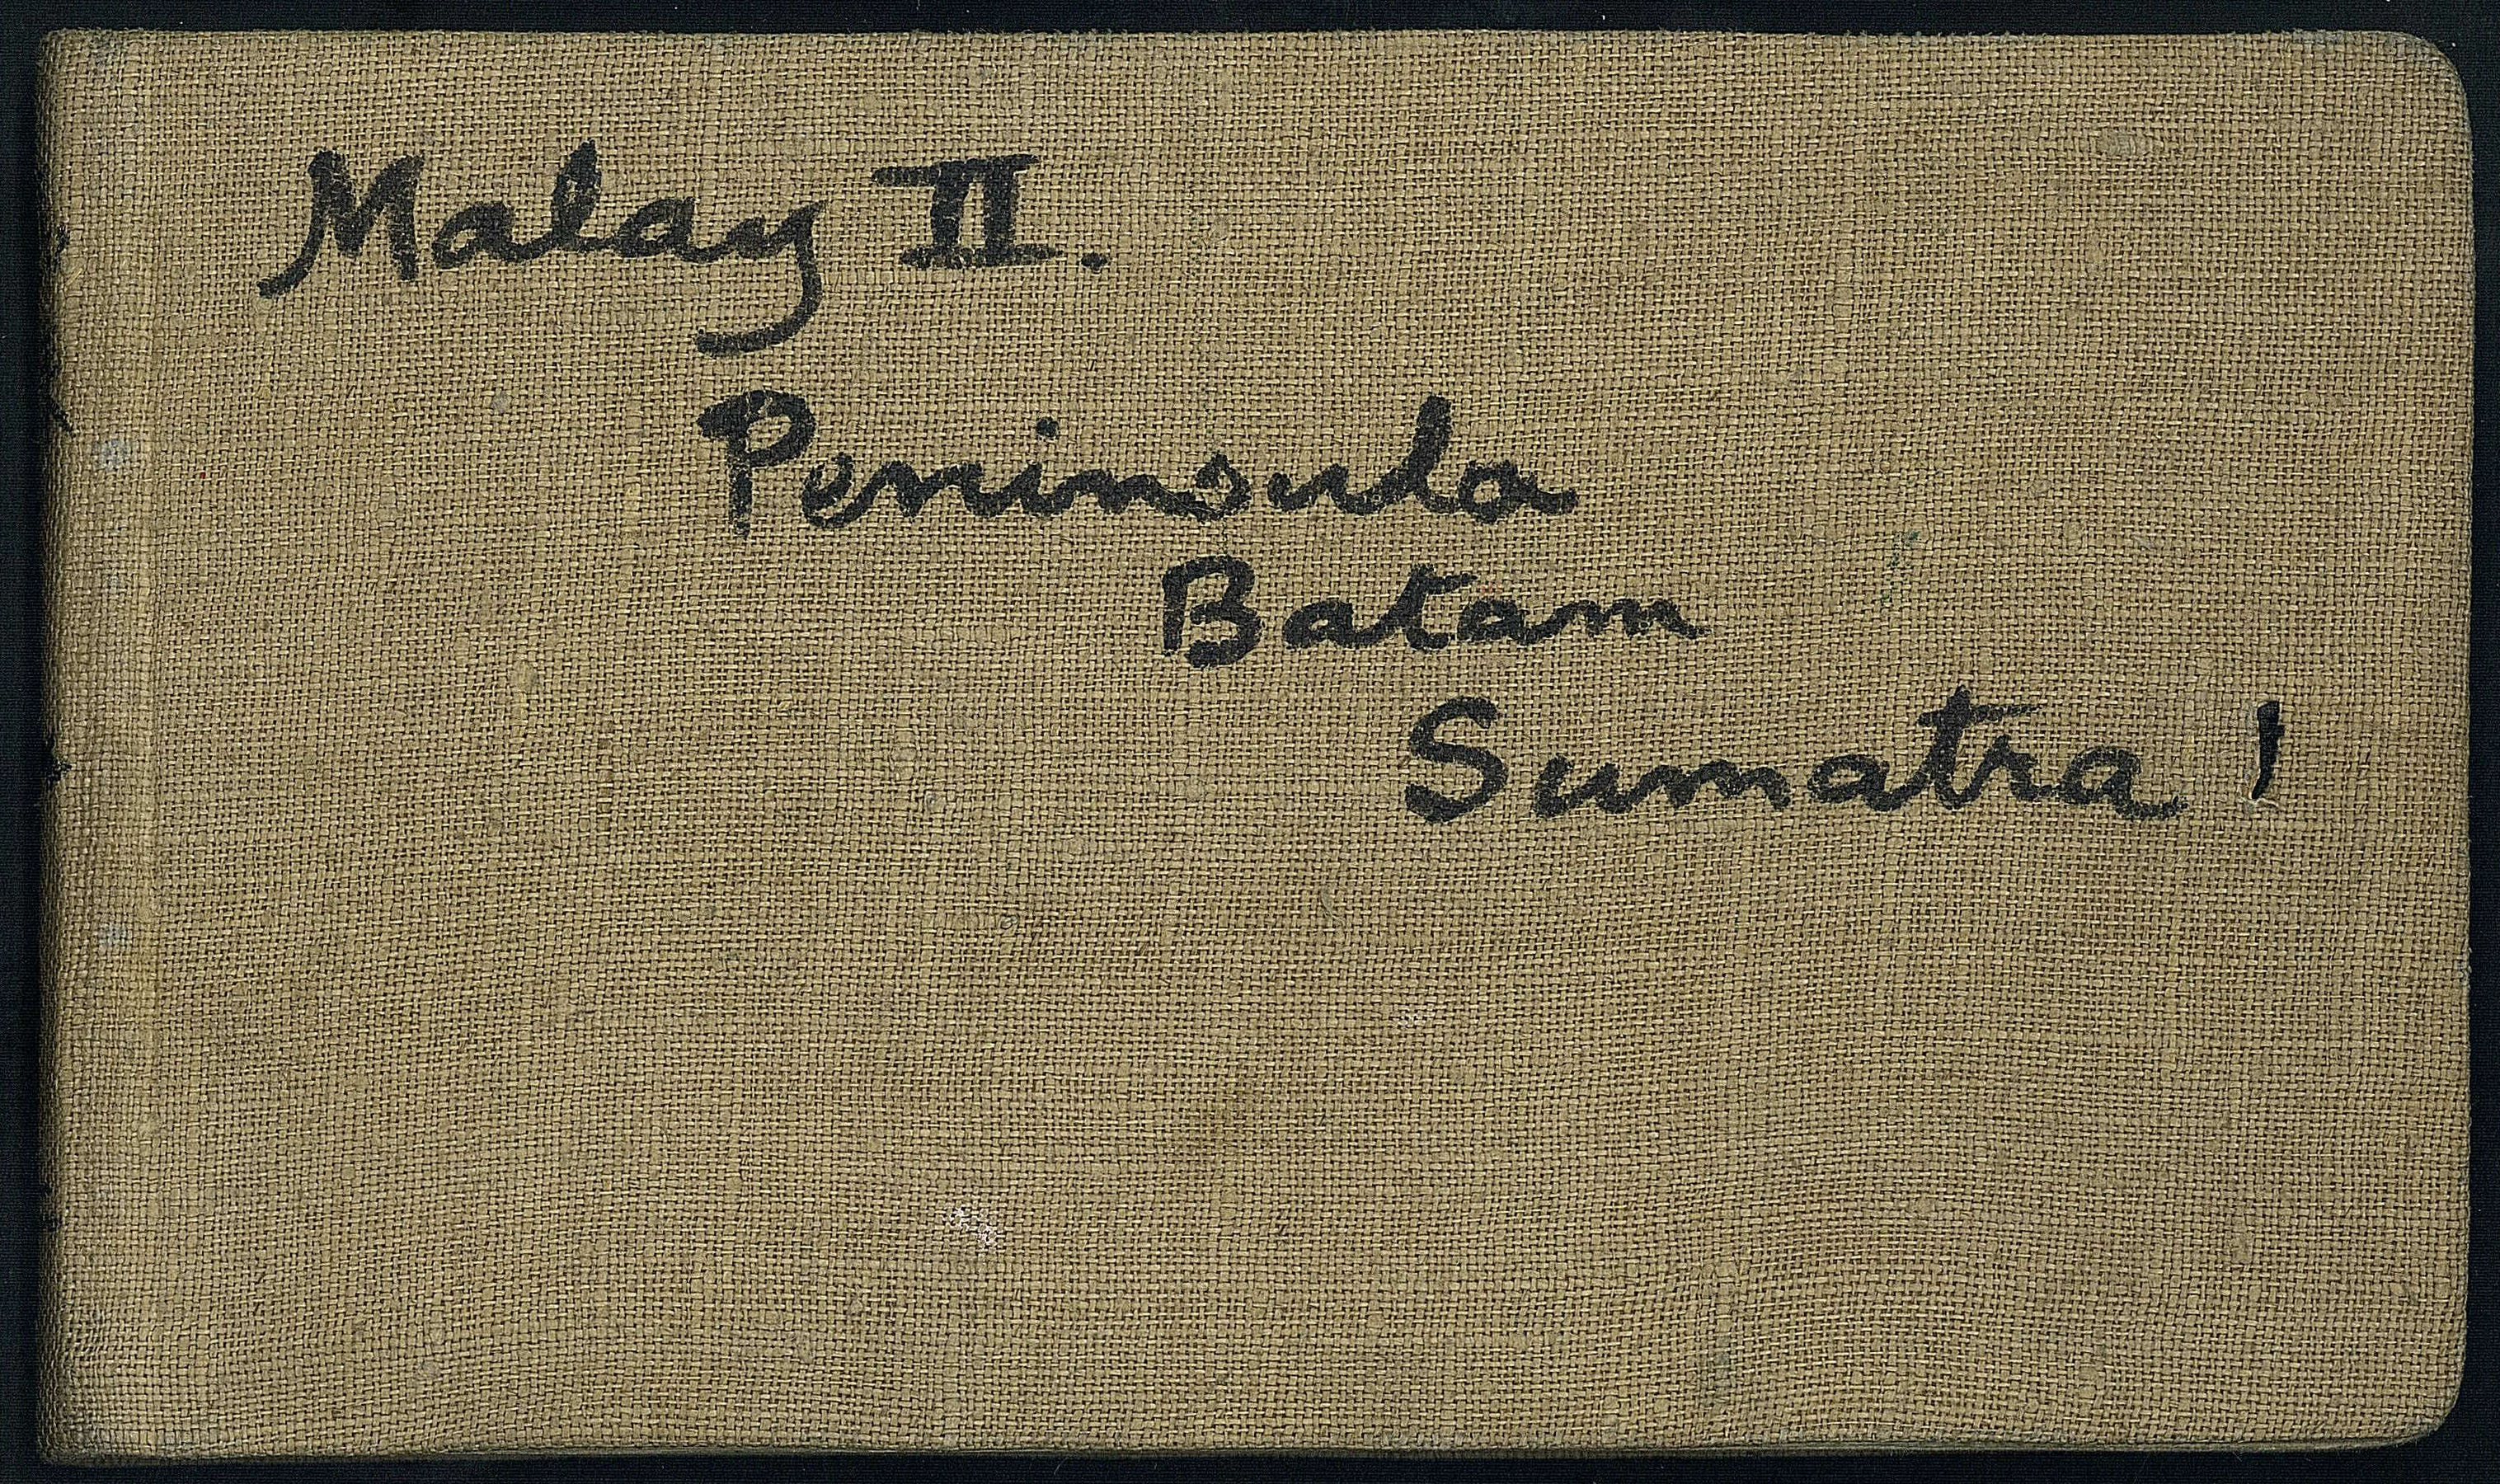 Malay II.
Peninsula
Batam
Sumatra I